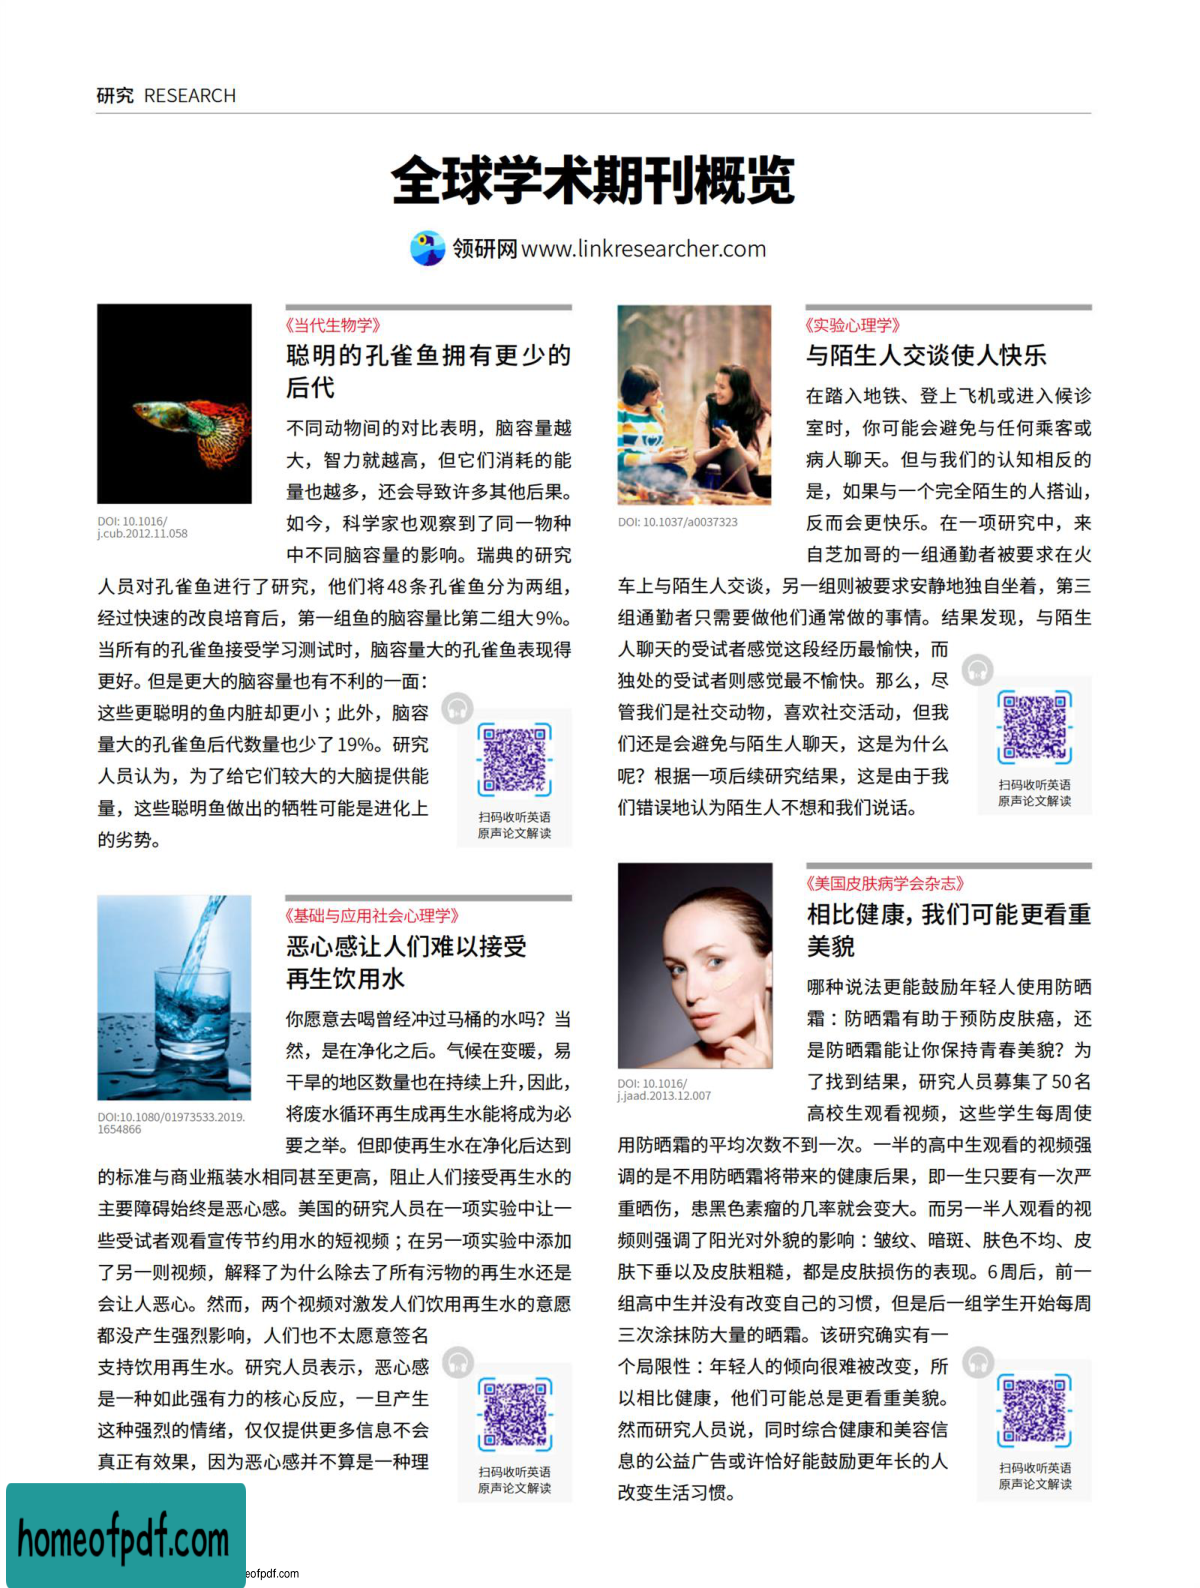 研究 RESEARCH
全球学术期刊概览
领研网 www.linkresearcher.com
DOI: 10.1016/
j.cub.2012.11.058
《当代生物学》
聪明的孔雀鱼拥有更少的
后代
不同动物间的对比表明，脑容量越
大，智力就越高，但它们消耗的能
量也越多，还会导致许多其他后果。
如今，科学家也观察到了同一物种
中不同脑容量的影响。瑞典的研究
人员对孔雀鱼进行了研究，他们将48条孔雀鱼分为两组，
经过快速的改良培育后，第一组鱼的脑容量比第二组大9%。
当所有的孔雀鱼接受学习测试时，脑容量大的孔雀鱼表现得
更好。但是更大的脑容量也有不利的一面：
这些更聪明的鱼内脏却更小；此外，脑容
量大的孔雀鱼后代数量也少了19%。研究
人员认为，为了给它们较大的大脑提供能
量，这些聪明鱼做出的牺牲可能是进化上
的劣势。
扫码收听英语
原声论文解读
DOI:10.1080/01973533.2019.
1654866
《基础与应用社会心理学》
恶心感让人们难以接受
再生饮用水
你愿意去喝曾经冲过马桶的水吗？当
然，是在净化之后。气候在变暖，易
干旱的地区数量也在持续上升，因此，
将废水循环再生成再生水能将成为必
要之举。但即使再生水在净化后达到
的标准与商业瓶装水相同甚至更高，阻止人们接受再生水的
主要障碍始终是恶心感。美国的研究人员在一项实验中让一
些受试者观看宣传节约用水的短视频；在另一项实验中添加
了另一则视频，解释了为什么除去了所有污物的再生水还是
会让人恶心。然而，两个视频对激发人们饮用再生水的意愿
都没产生强烈影响，人们也不太愿意签名
支持饮用再生水。研究人员表示，恶心感
是一种如此强有力的核心反应，一旦产生
这种强烈的情绪，仅仅提供更多信息不会
真正有效果，因为恶心感并不算是一种理
扫码收听英语
原声论文解读
DOI: 10.1037/a0037323
《实验心理学》
与陌生人交谈使人快乐
在踏入地铁、登上飞机或进入候诊
室时，你可能会避免与任何乘客或
病人聊天。但与我们的认知相反的
是，如果与一个完全陌生的人搭讪，
反而会更快乐。在一项研究中，来
自芝加哥的一组通勤者被要求在火
车上与陌生人交谈，另一组则被要求安静地独自坐着，第三
组通勤者只需要做他们通常做的事情。结果发现，与陌生
人聊天的受试者感觉这段经历最愉快，而
独处的受试者则感觉最不愉快。那么，尽
管我们是社交动物，喜欢社交活动，但我
们还是会避免与陌生人聊天，这是为什么
呢？根据一项后续研究结果，这是由于我
们错误地认为陌生人不想和我们说话。
扫码收听英语
原声论文解读
DOI: 10.1016/
j.jaad.2013.12.007
《美国皮肤病学会杂志》
相比健康，我们可能更看重
美貌
哪种说法更能鼓励年轻人使用防晒
霜：防晒霜有助于预防皮肤癌，还
是防晒霜能让你保持青春美貌？为
了找到结果，研究人员募集了50名
高校生观看视频，这些学生每周使
用防晒霜的平均次数不到一次。一半的高中生观看的视频强
调的是不用防晒霜将带来的健康后果，即一生只要有一次严
重晒伤，患黑色素瘤的几率就会变大。而另一半人观看的视
频则强调了阳光对外貌的影响：皱纹、暗斑、肤色不均、皮
肤下垂以及皮肤粗糙，都是皮肤损伤的表现。6周后，前一
组高中生并没有改变自己的习惯，但是后一组学生开始每周
三次涂抹防大量的晒霜。该研究确实有一
个局限性：年轻人的倾向很难被改变，所
以相比健康，他们可能总是更看重美貌。
然而研究人员说，同时综合健康和美容信
息的公益广告或许恰好能鼓励更年长的人
改变生活习惯。
扫码收听英语
原声论文解读
homeofpdf.com
eofpdf.com